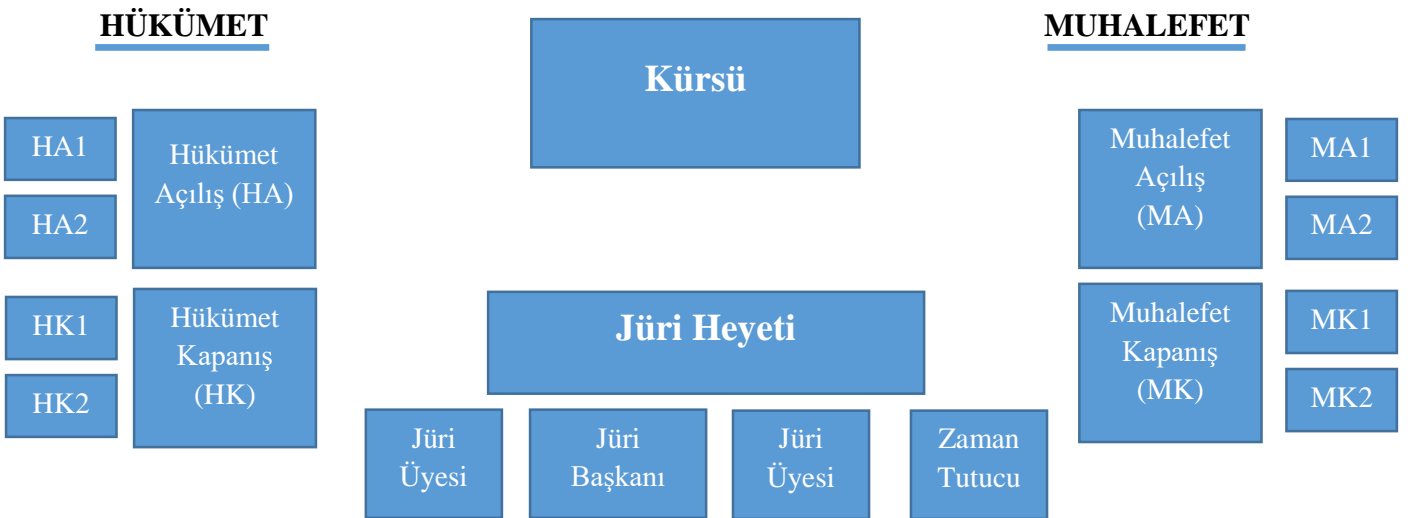 HÜKÜMET
MUHALEFET
Kürsü
HA1
HA2
Hükümet
Açılış (HA)
HK1
HK2
Hükümet
Kapanış
(HK)
Muhalefet
Açılış
(MA)
MA1
MA2
Muhalefet
Kapanış
(MK)
MK1
MK2
Jüri Heyeti
Jüri
Üyesi
Jüri
Başkanı
Jüri
Üyesi
Zaman
Tutucu